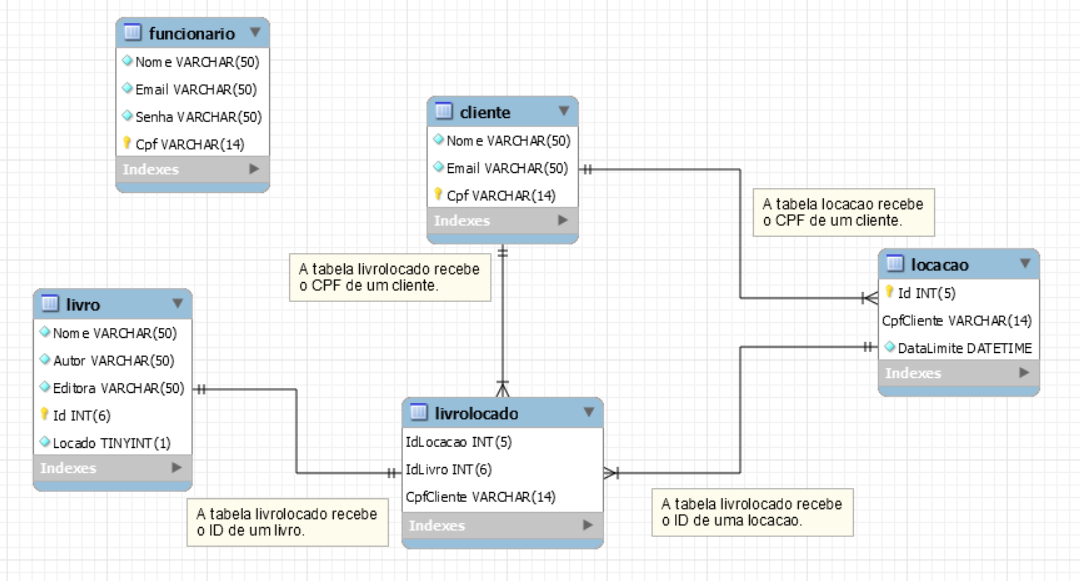 funcionario
Nome VARCHAR(50)
Email VARCHAR(50)
Senha VARCHAR(50)
Cpf VARCHAR(14)
Indexes
cliente
Nome VARCHAR(50)
Email VARCHAR(50)
Cpf VARCHAR(14)
Indexes
A tabela locacao recebe
o CPF de um cliente.
A tabela livrolocado recebe
o CPF de um cliente.
locacao
Id INT(5)
CpfCliente VARCHAR(14)
DataLimite DATETIME
Indexes
livro
Nome VARCHAR(50)
Autor VARCHAR(50)
Editora VARCHAR(50)
Id INT(6)
Locado TINYINT(1)
Indexes
livrolocado
IdLocacao INT(5)
IdLivro INT(6)
CpfCliente VARCHAR(14)
Indexes
A tabela livrolocado recebe
o ID de um livro.
A tabela livrolocado recebe
o ID de uma locacao.